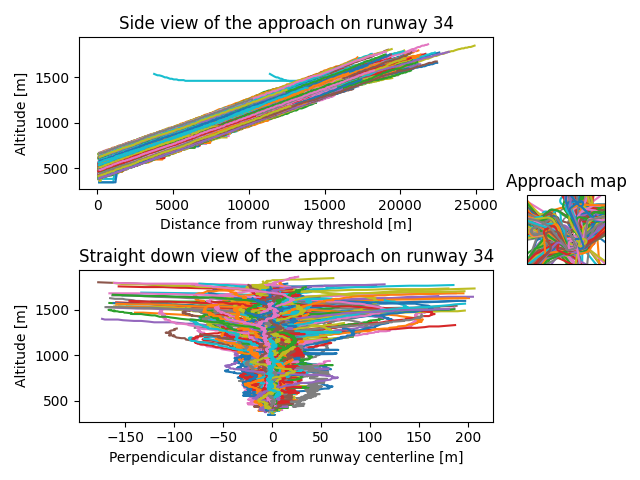 Side view of the approach on runway 34
Altitude [m]
1500
1000
500
0
5000
10000
15000
20000
25000
Distance from runway threshold [m]
Approach map
Straight down view of the approach on runway 34
Altitude [m]
1500
1000
500
−150
−100
−50
0
50
100
150
200
Perpendicular distance from runway centerline [m]